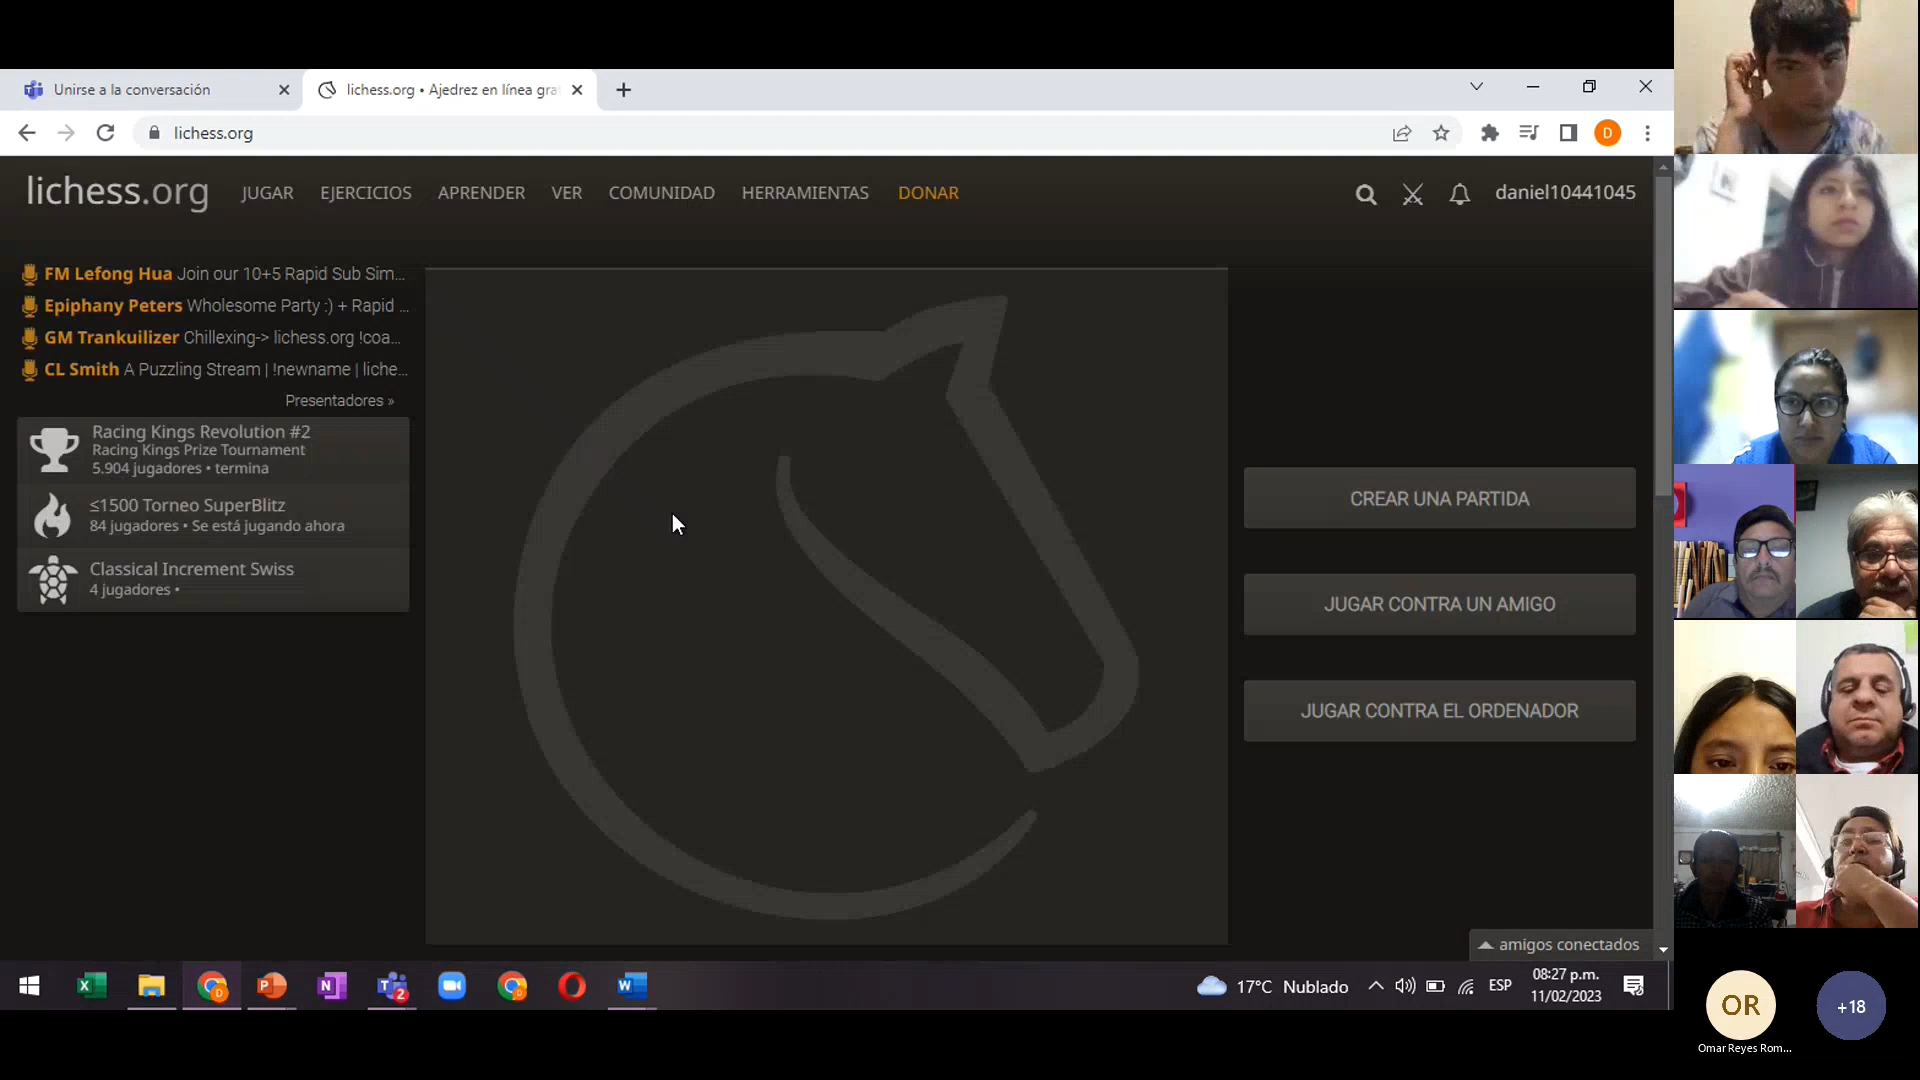 Unirse a la conversación
lichess.org • Ajedrez en línea gra
lichess.org
lichess.org
JUGAR
EJERCICIOS
APRENDER
VER
COMUNIDAD
HERRAMIENTAS
DONAR
daniel10441045
FM Lefong Hua Join our 10+5 Rapid Sub Sim...
Epiphany Peters Wholesome Party :) + Rapid ...
GM Trankuilizer Chillexing-> lichess.org !coa...
CL Smith A Puzzling Stream | !newname | liche...
Presentadores »
Racing Kings Revolution #2
Racing Kings Prize Tournament
5.904 jugadores • termina
≤1500 Torneo SuperBlitz
84 jugadores • Se está jugando ahora
Classical Increment Swiss
4 jugadores •
CREAR UNA PARTIDA
JUGAR CONTRA UN AMIGO
JUGAR CONTRA EL ORDENADOR
amigos conectados
17°C Nublado
ESP
08:27 p.m.
11/02/2023
D
2
OR
Omar Reyes Rom...
+18